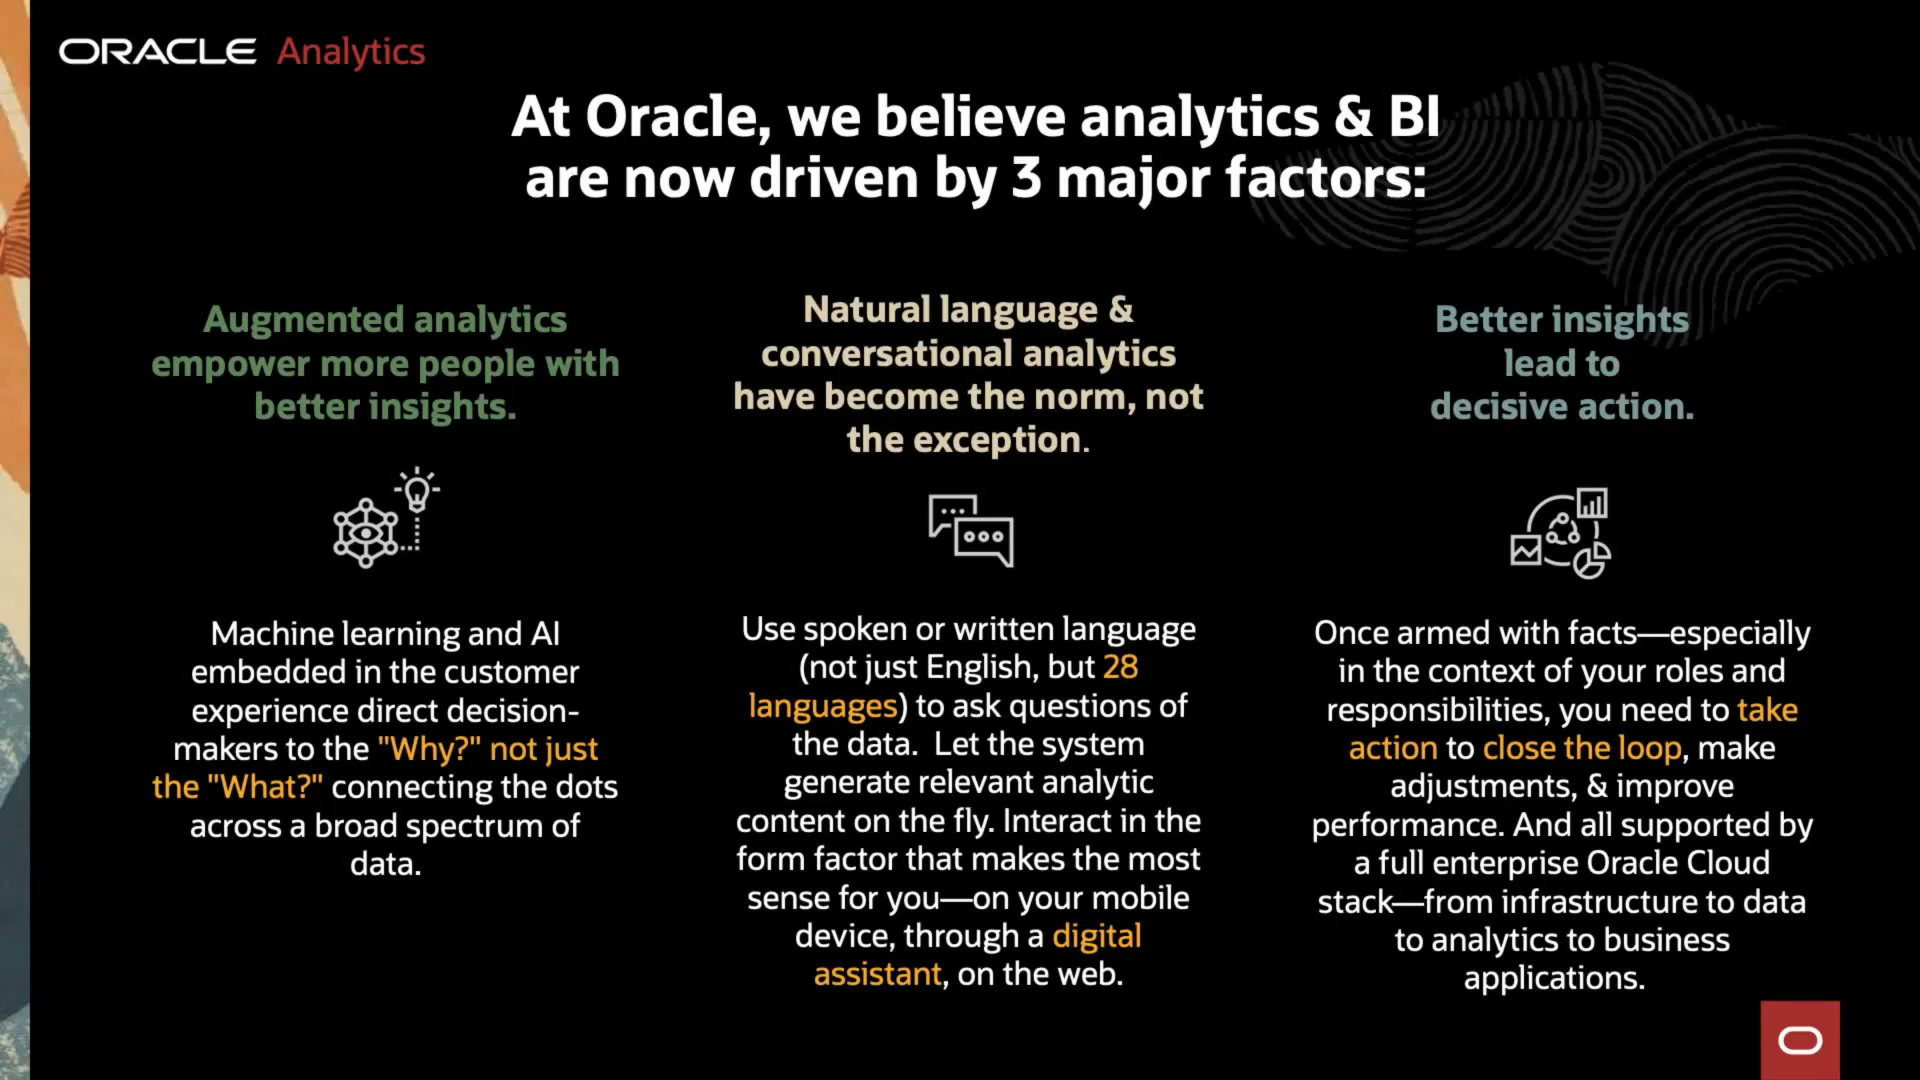 ORACLE Analytics
At Oracle, we believe analytics & BI
are now driven by 3 major factors:
Augmented analytics
empower more people with
better insights.
Machine learning and AI
embedded in the customer
experience direct decision-
makers to the "Why?" not just
the "What?" connecting the dots
across a broad spectrum of
data.
Natural language &
conversational analytics
have become the norm, not
the exception.
Use spoken or written language
(not just English, but 28
languages) to ask questions of
the data.  Let the system
generate relevant analytic
content on the fly. Interact in the
form factor that makes the most
sense for you—on your mobile
device, through a digital
assistant, on the web.
Better insights
lead to
decisive action.
Once armed with facts—especially
in the context of your roles and
responsibilities, you need to take
action to close the loop, make
adjustments, & improve
performance. And all supported by
a full enterprise Oracle Cloud
stack—from infrastructure to data
to analytics to business
applications.